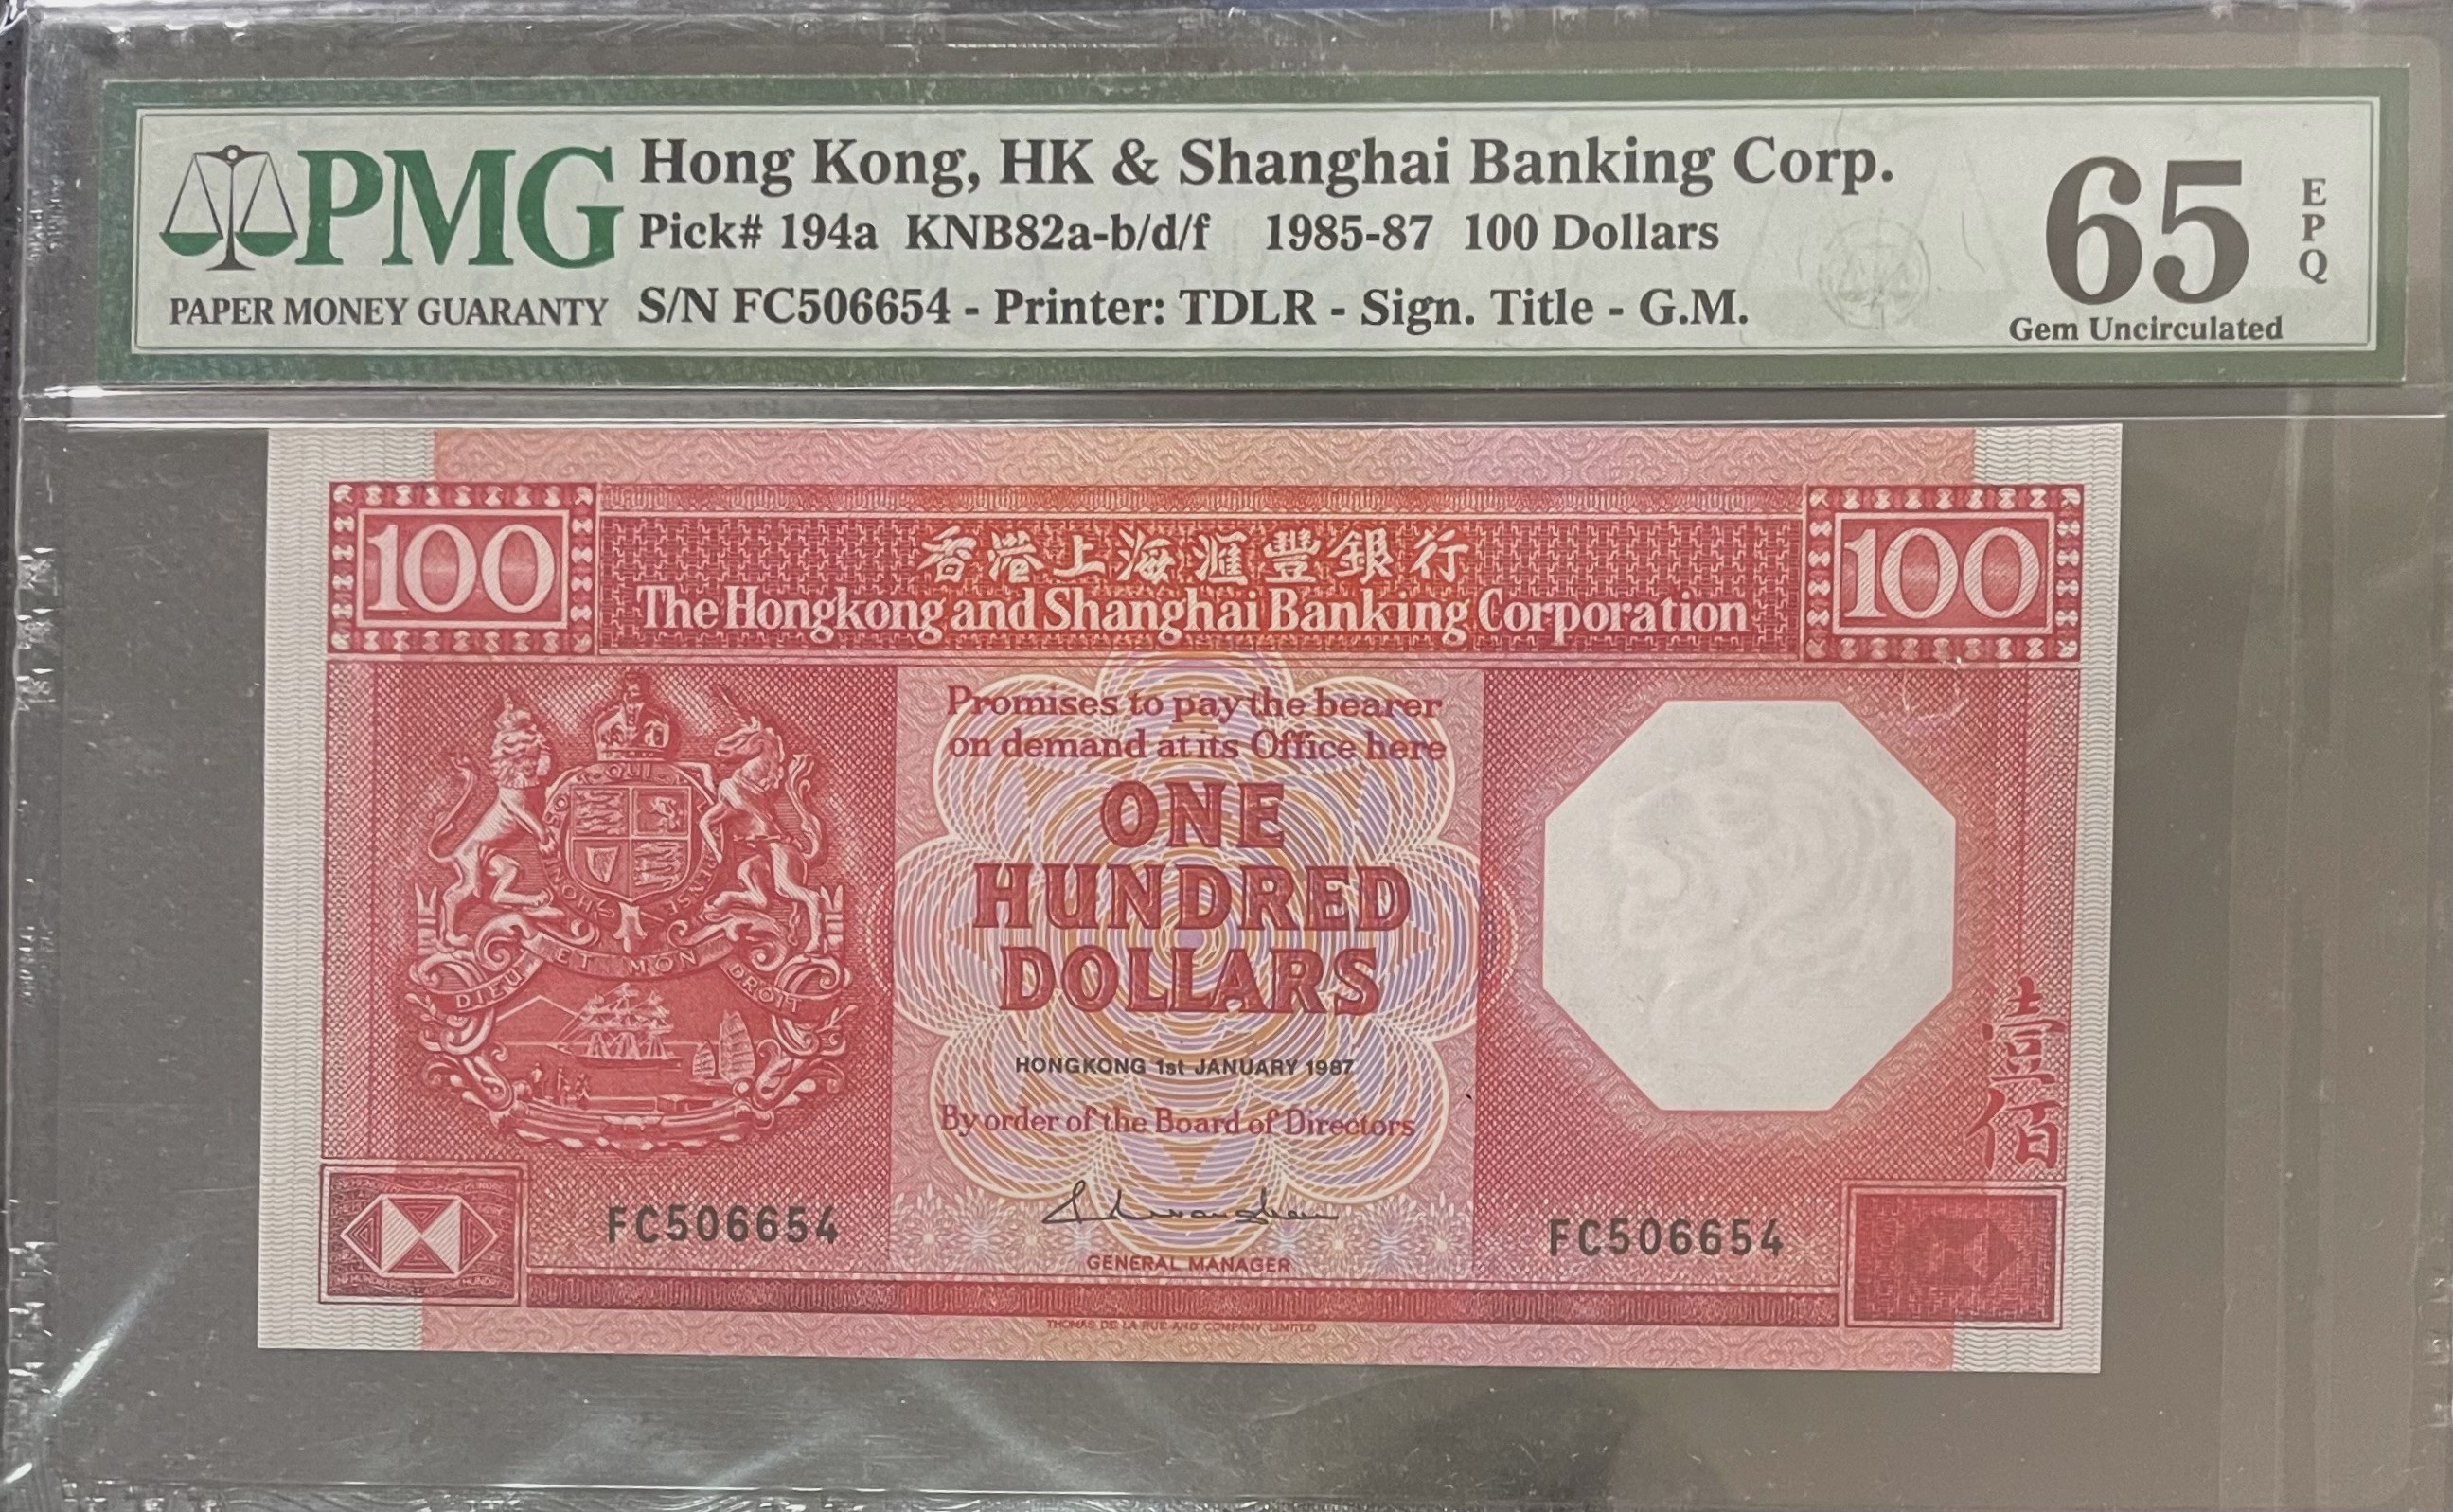 PMG
PAPER MONEY GUARANTY
Hong Kong, HK & Shanghai Banking Corp.
Pick# 194a KNB82a-b/d/f 1985-87 100 Dollars
S/N FC506654 - Printer: TDLR - Sign. Title - G.M.
65
EPQ
Gem Uncirculated
100
香港上海滙豐銀行
The Hongkong and Shanghai Banking Corporation
100
Promises to pay the bearer
on demand at its Office here
ONE
HUNDRED
DOLLARS
HONGKONG 1st JANUARY 1987
By order of the Board of Directors
GENERAL MANAGER
DIEU ET MON DROIT
壹佰
FC506654
FC506654
THOMAS DE LA RUE AND COMPANY, LIMITED